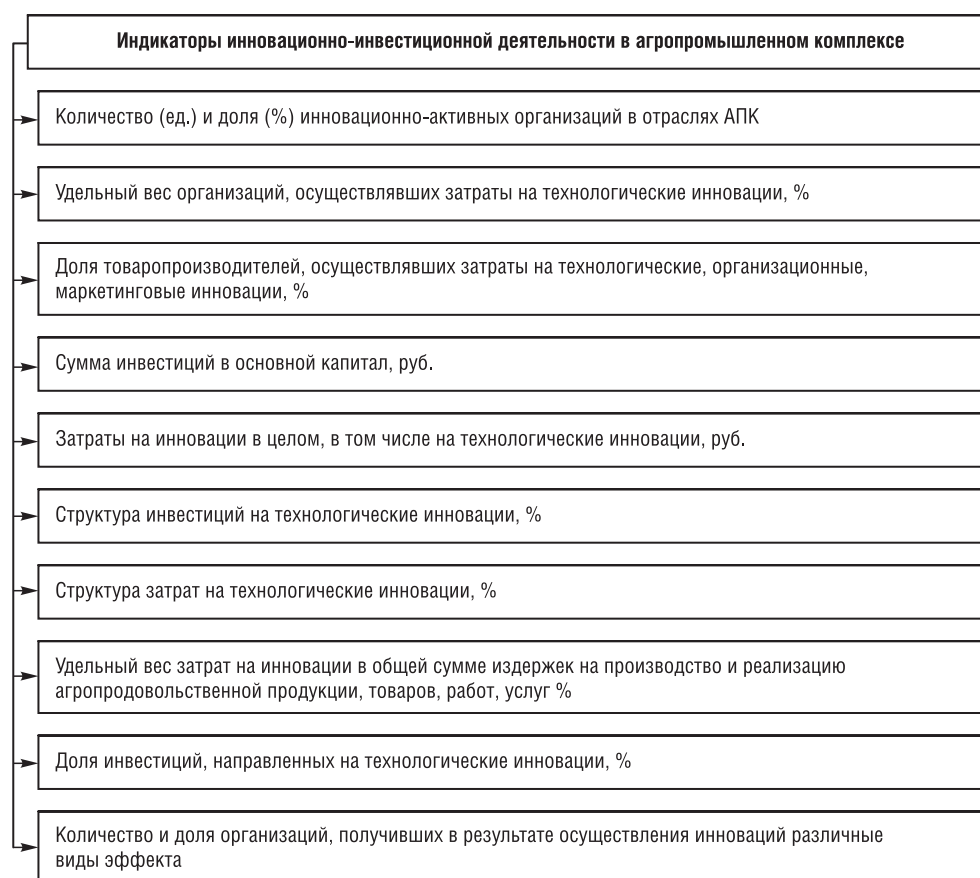 Индикаторы инновационно-инвестиционной деятельности в агропромышленном комплексе
Количество (ед.) и доля (%) инновационно-активных организаций в отраслях АПК
Удельный вес организаций, осуществлявших затраты на технологические инновации, %
Доля товаропроизводителей, осуществлявших затраты на технологические, организационные,
маркетинговые инновации, %
Сумма инвестиций в основной капитал, руб.
Затраты на инновации в целом, в том числе на технологические инновации, руб.
Структура инвестиций на технологические инновации, %
Структура затрат на технологические инновации, %
Удельный вес затрат на инновации в общей сумме издержек на производство и реализацию
агропродовольственной продукции, товаров, работ, услуг %
Доля инвестиций, направленных на технологические инновации, %
Количество и доля организаций, получивших в результате осуществления инноваций различные
виды эффекта